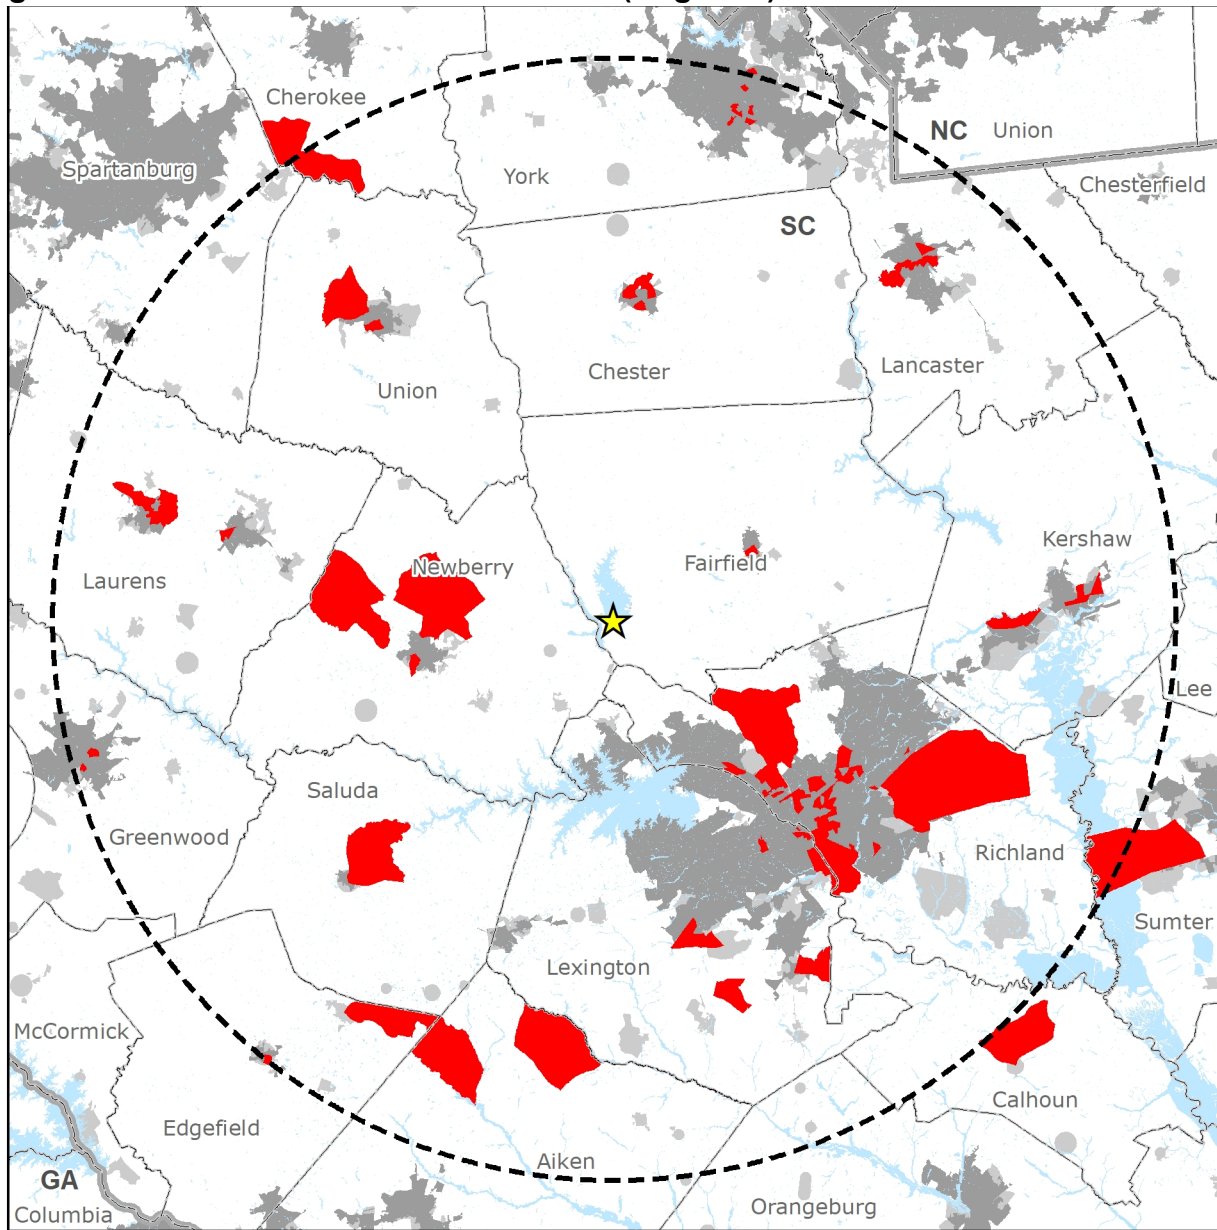 Cherokee
NC
Union
Spartanburg
York
Chesterfield
SC
Chester
Lancaster
Union
Kershaw
Newberry
Fairfield
Laurens
Lee
Saluda
Greenwood
Richland
Sumter
Lexington
McCormick
Calhoun
Edgefield
Aiken
GA
Orangeburg
Columbia